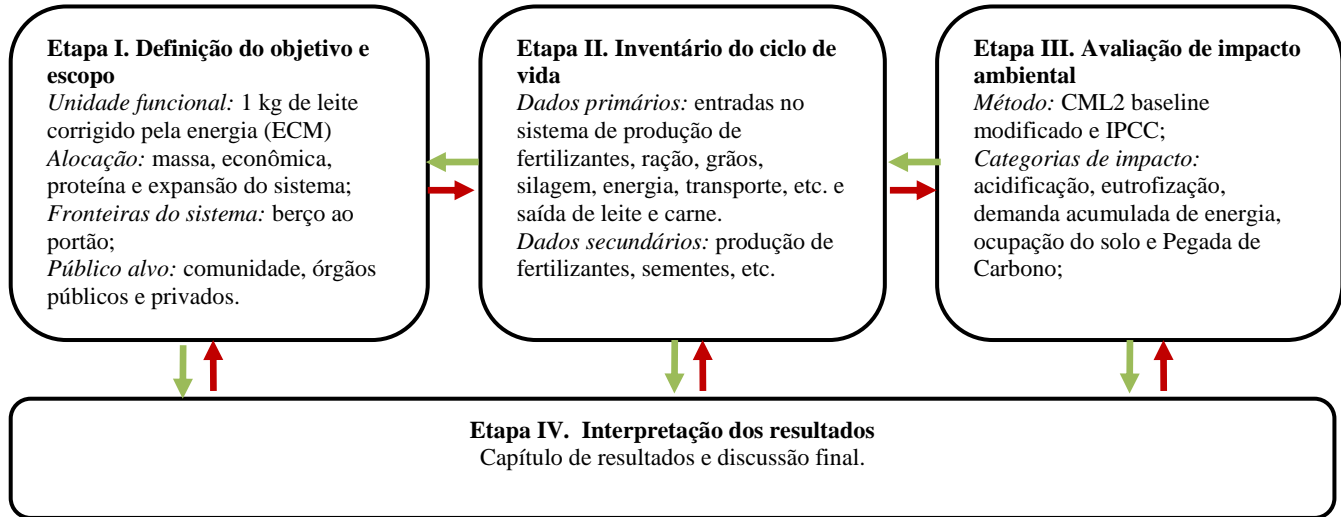 Etapa I. Definição do objetivo e
escopo
Unidade funcional: 1 kg de leite
corrigido pela energia (ECM)
Alocação: massa, econômica,
proteína e expansão do sistema;
Fronteiras do sistema: berço ao
portão;
Público alvo: comunidade, órgãos
públicos e privados.
Etapa II. Inventário do ciclo de
vida
Dados primários: entradas no
sistema de produção de
fertilizantes, ração, grãos,
silagem, energia, transporte, etc. e
saída de leite e carne.
Dados secundários: produção de
fertilizantes, sementes, etc.
Etapa III. Avaliação de impacto
ambiental
Método: CML2 baseline
modificado e IPCC;
Categorias de impacto:
acidificação, eutrofização,
demanda acumulada de energia,
ocupação do solo e Pegada de
Carbono;
Etapa IV. Interpretação dos resultados
Capítulo de resultados e discussão final.